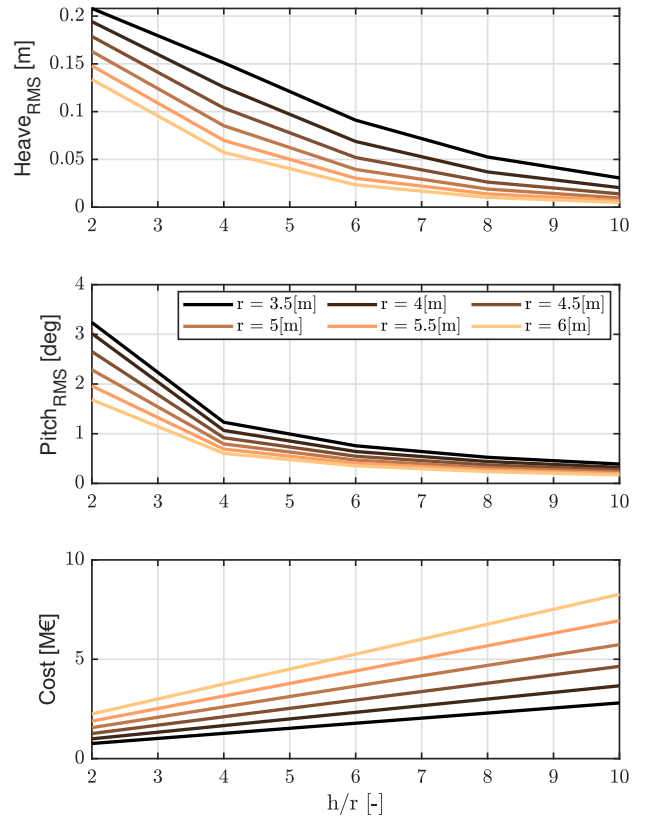 0.2
0.15
0.1
0.05
0
Heave_RMS [m]
2 3 4 5 6 7 8 9 10
4
3
2
1
0
Pitch_RMS [deg]
r = 3.5[m] r = 4[m] r = 4.5[m]
r = 5[m] r = 5.5[m] r = 6[m]
2 3 4 5 6 7 8 9 10
10
5
0
Cost [M€]
2 3 4 5 6 7 8 9 10
h/r [-]